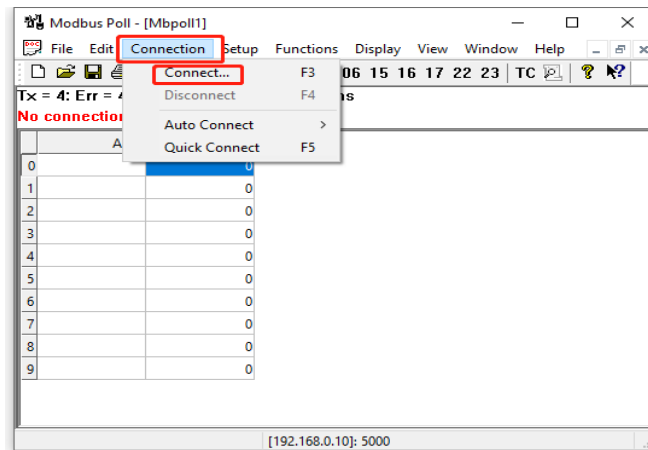 Modbus Poll - [Mbpoll1]
File Edit Connection Setup Functions Display View Window Help
Connect... F3
06 15 16 17 22 23 TC
Disconnect F4
Tx = 4: Err =
No connection
Auto Connect >
Quick Connect F5
0 0
1 0
2 0
3 0
4 0
5 0
6 0
7 0
8 0
9 0
[192.168.0.10]: 5000